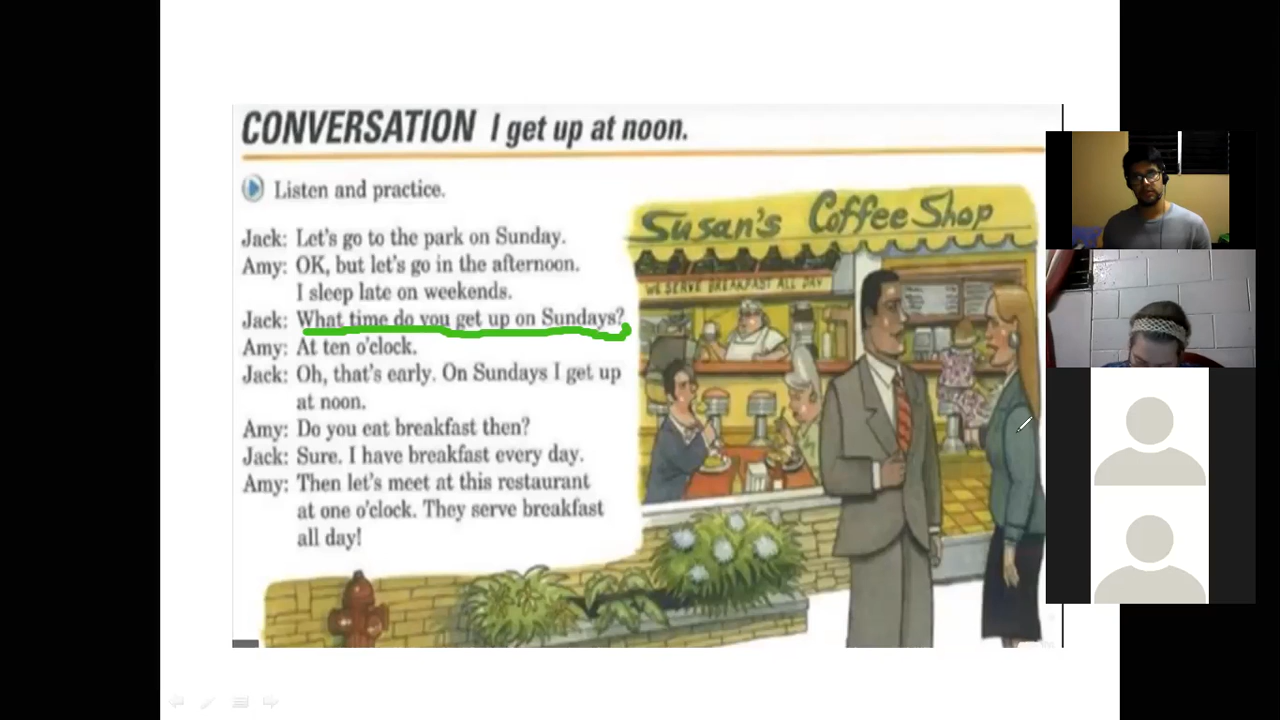 CONVERSATION I get up at noon.
Listen and practice.
Jack: Let's go to the park on Sunday.
Amy: OK, but let's go in the afternoon.
I sleep late on weekends.
Jack: What time do you get up on Sundays?
Amy: At ten o'clock.
Jack: Oh, that's early. On Sundays I get up
at noon.
Amy: Do you eat breakfast then?
Jack: Sure. I have breakfast every day.
Amy: Then let's meet at this restaurant
at one o'clock. They serve breakfast
all day!
Susan's Coffee Shop
WE SERVE BREAKFAST ALL DAY